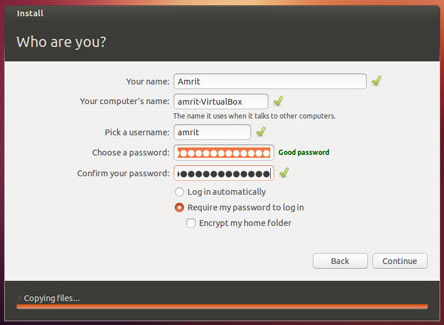 Install
Who are you?
Your name: Amrit
Your computer's name: amrit-VirtualBox
The name it uses when it talks to other computers.
Pick a username: amrit
Choose a password: Good password
Confirm your password:
Log in automatically
Require my password to log in
Encrypt my home folder
Back Continue
Copying files...